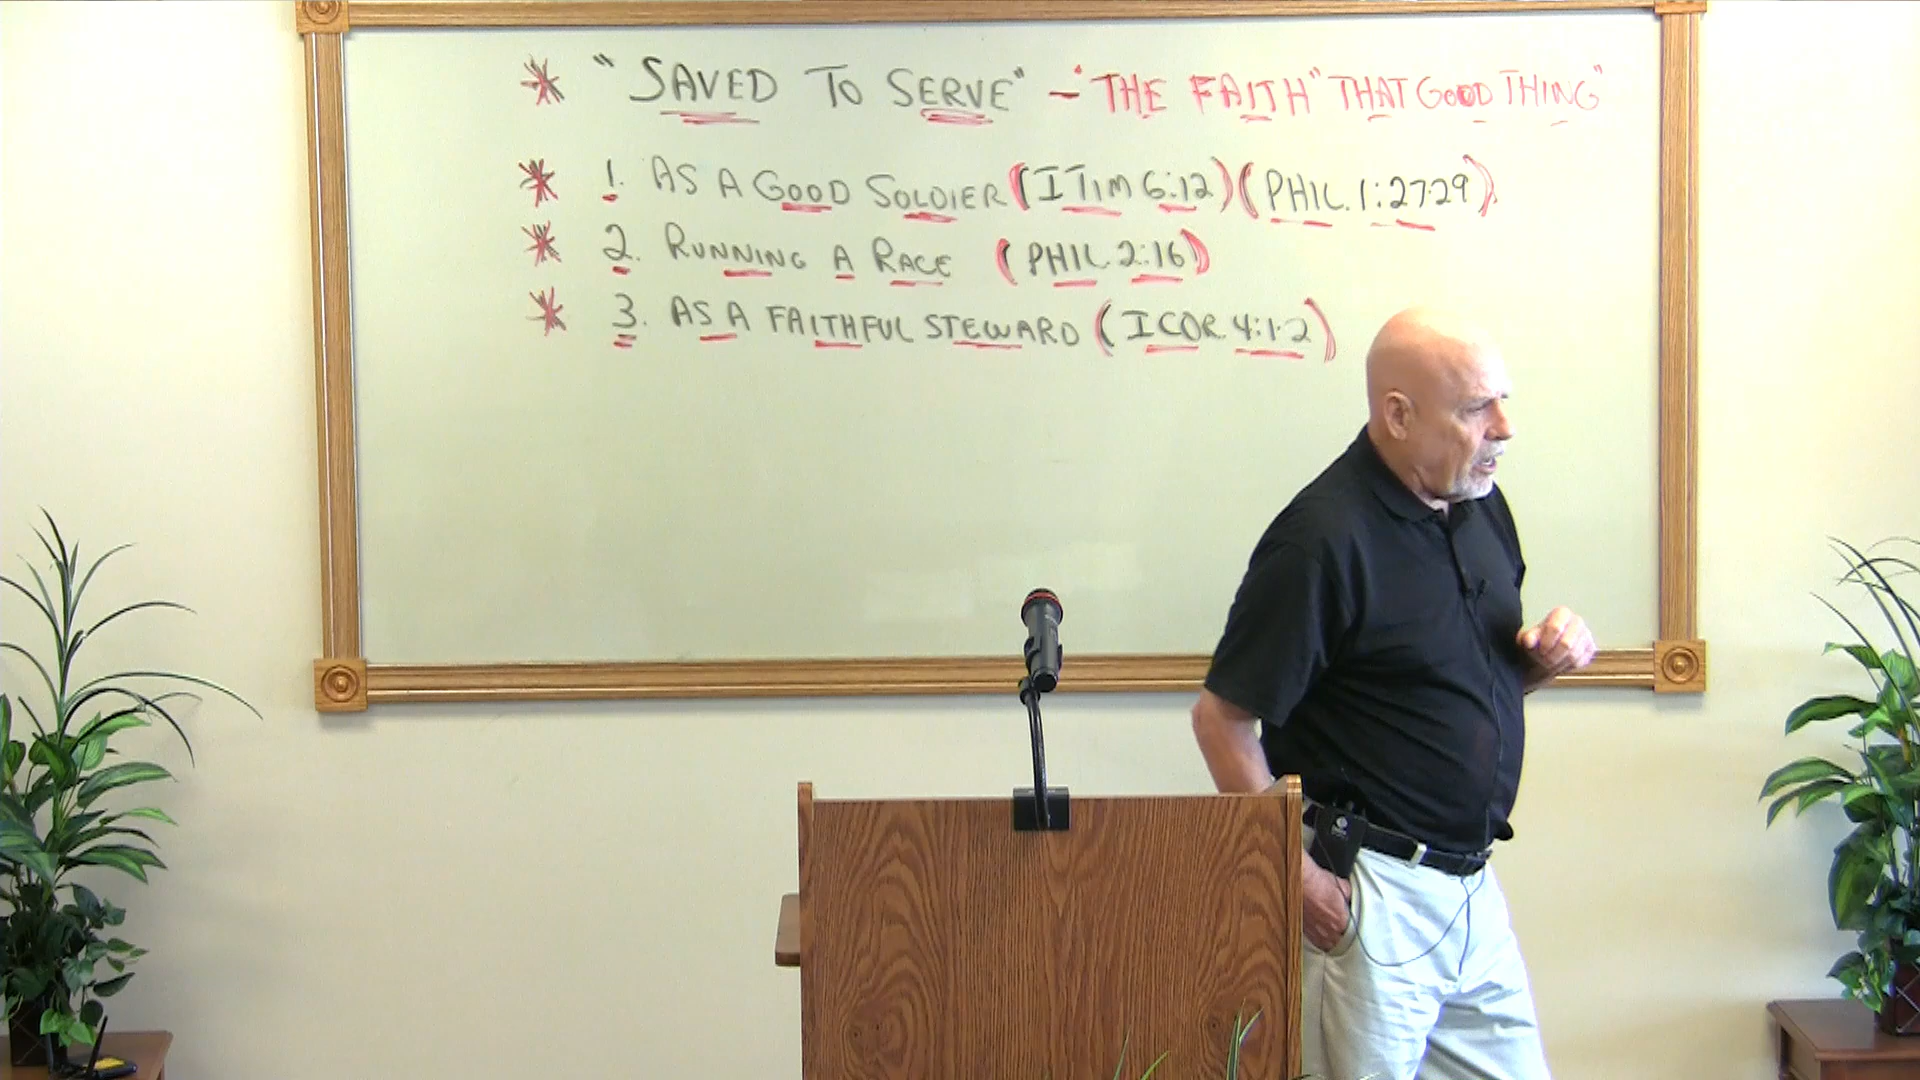 * "SAVED TO SERVE" - "THE FAITH" THAT GOOD THING"
* 1. AS A GOOD SOLDIER (I TIM 6:12) (PHIL. 1:27-29)
* 2. RUNNING A RACE (PHIL 2:16)
* 3. AS A FAITHFUL STEWARD (I COR. 4:1-2)